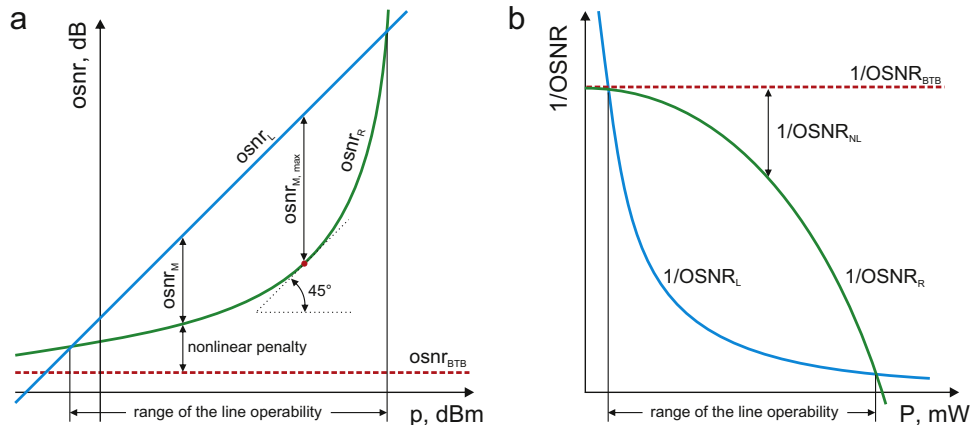 a
osnr, dB
osnr_L
osnr_M, max
osnr_R
osnr_M
45°
nonlinear penalty
osnr_BTB
range of the line operability
p, dBm
b
1/OSNR
1/OSNR_BTB
1/OSNR_NL
1/OSNR_L
1/OSNR_R
range of the line operability
P, mW